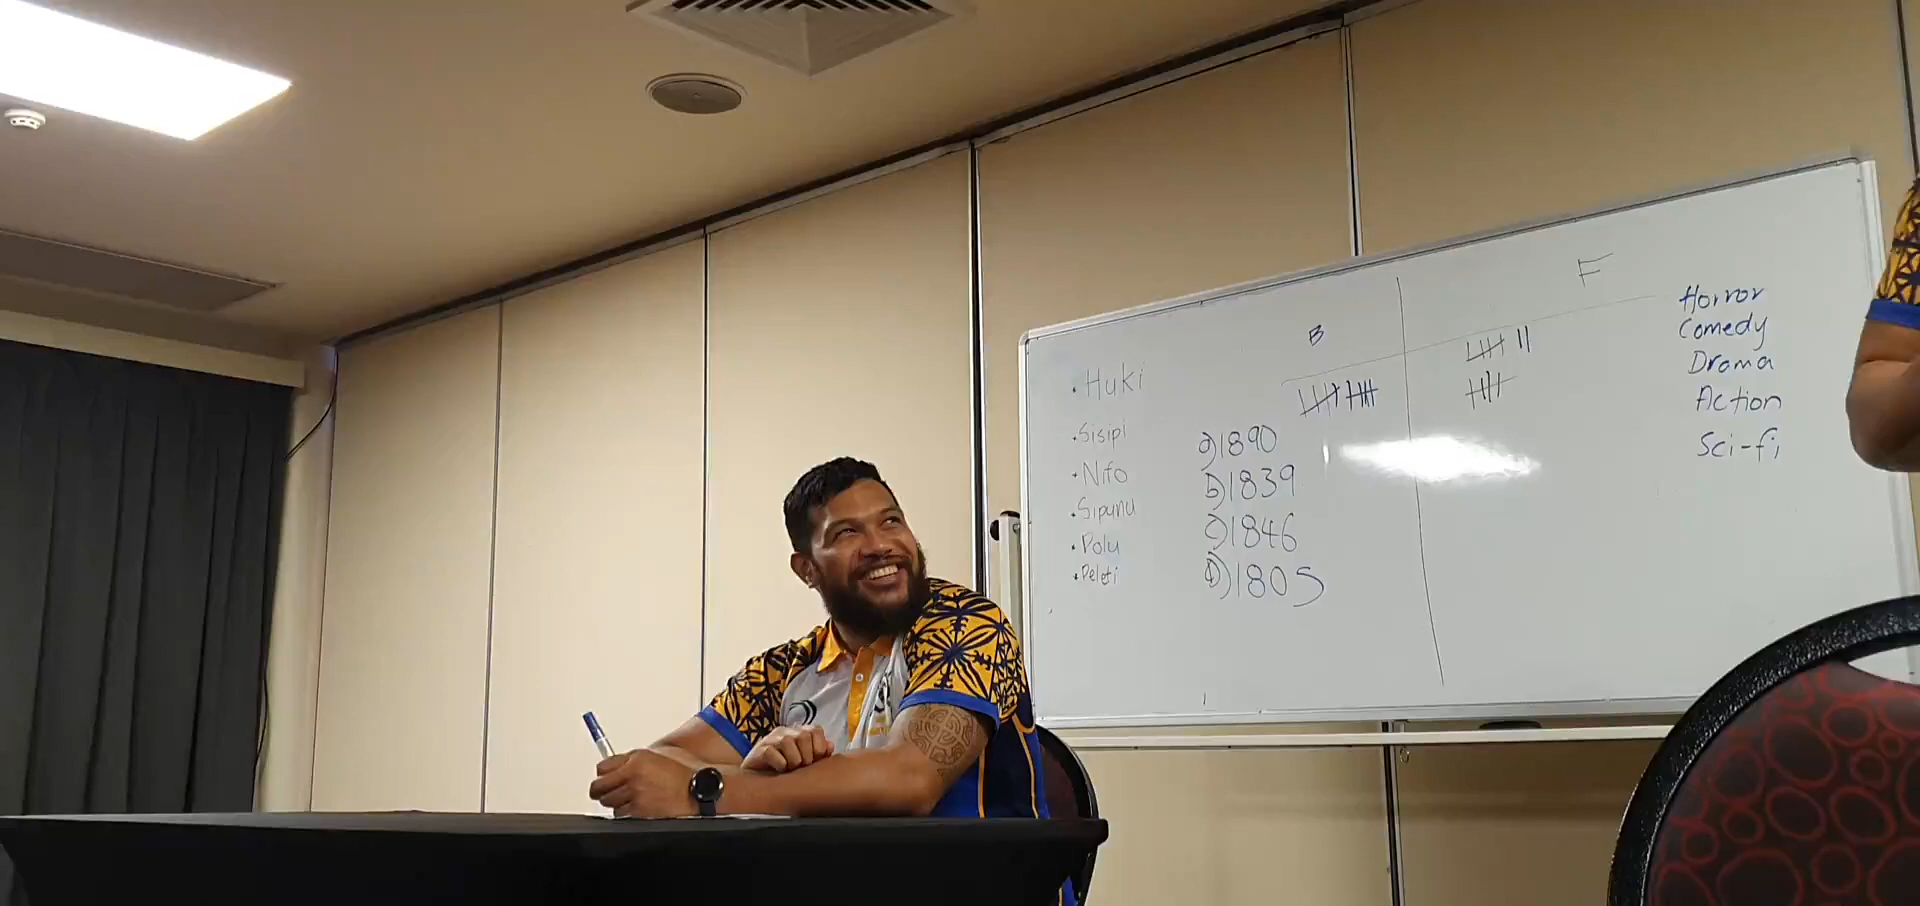 B
F
• Huki
• Sisipi
• Nifo
• Sipunu
• Polu
• Peleti
a) 1890
b) 1839
c) 1846
D) 1805
Horror
Comedy
Drama
Action
Sci-fi